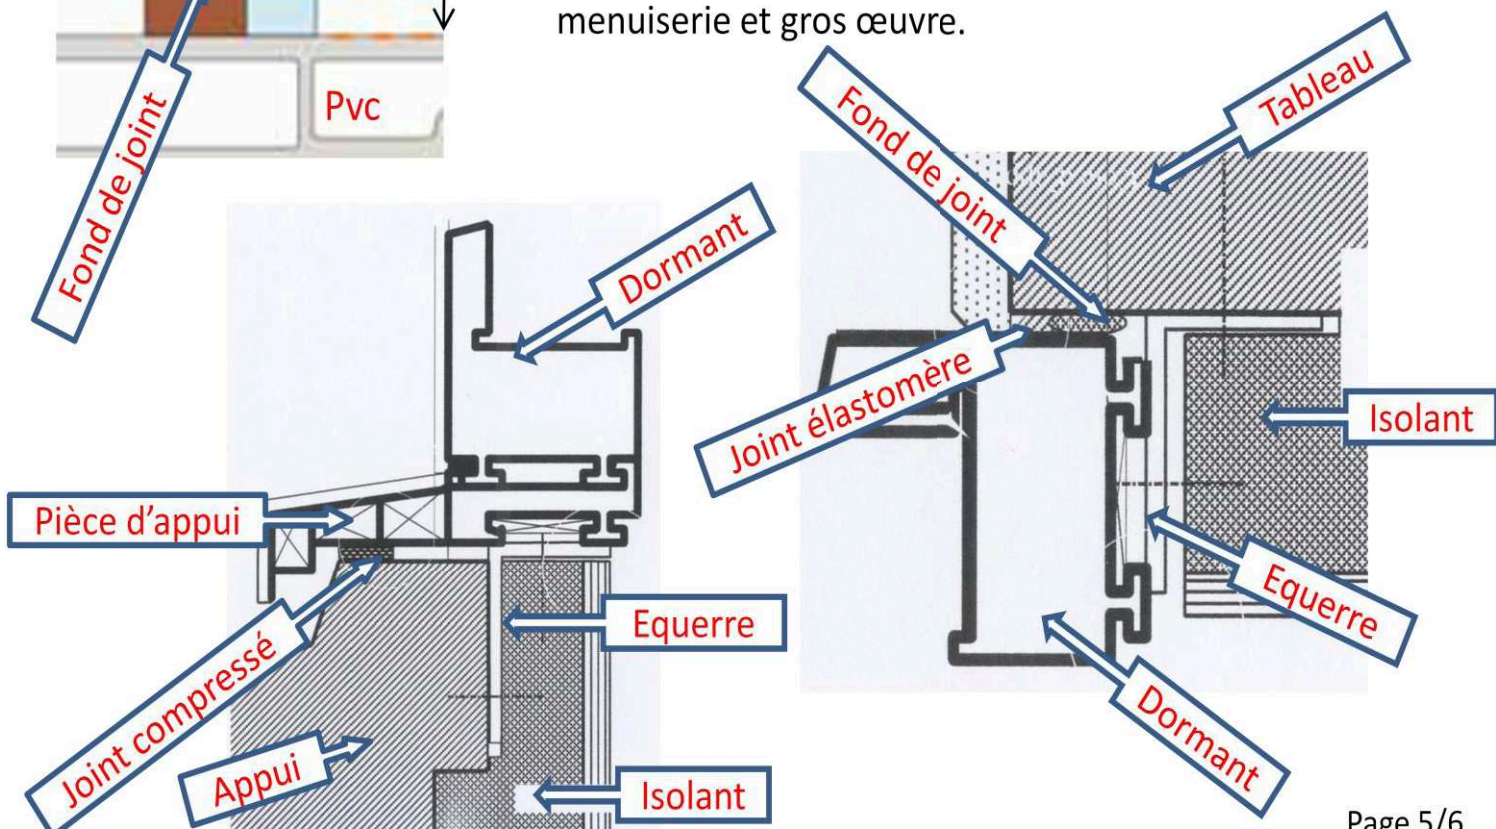 menuiserie et gros œuvre.
Pvc
Fond de joint
Fond de joint
Tableau
Dormant
Joint élastomère
Isolant
Pièce d’appui
Equerre
Equerre
Joint compressé
Dormant
Appui
Isolant
Page 5/6